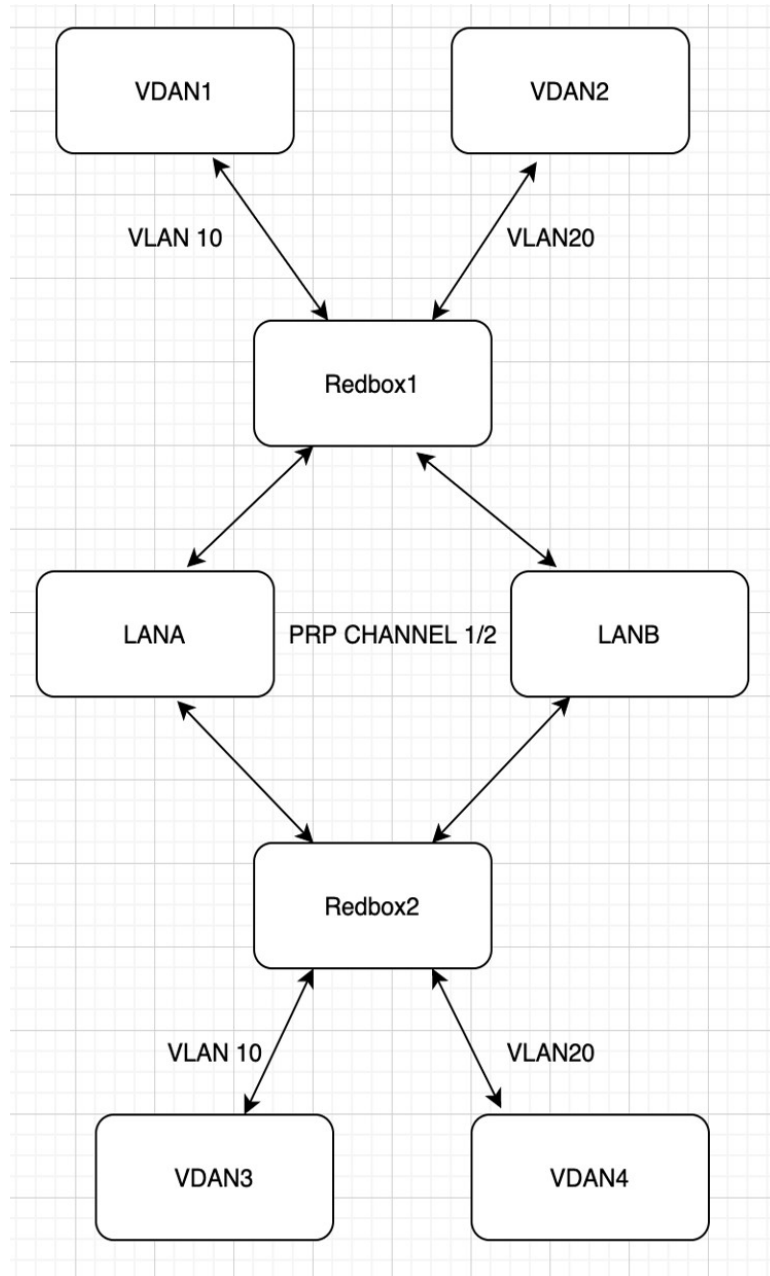 VDAN1
VDAN2
VLAN 10
VLAN20
Redbox1
LANA
PRP CHANNEL 1/2
LANB
Redbox2
VLAN 10
VLAN20
VDAN3
VDAN4